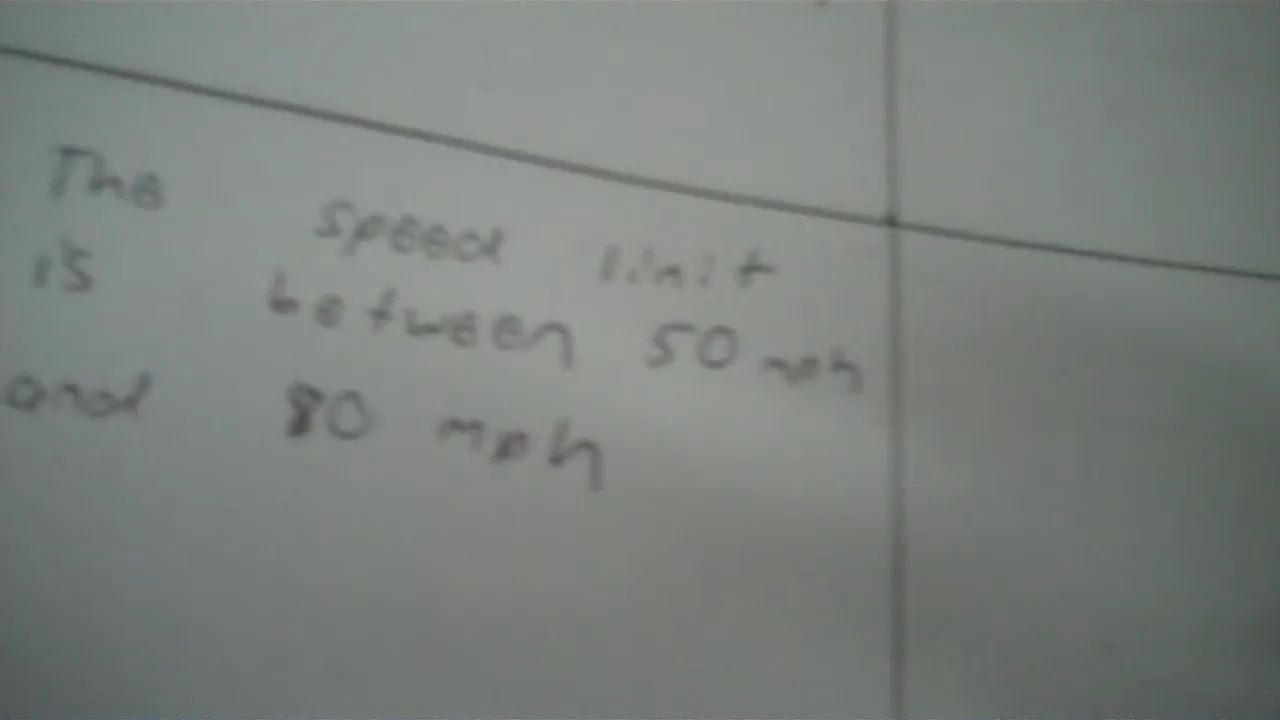 The speed limit
is between 50 mph
and 80 mph